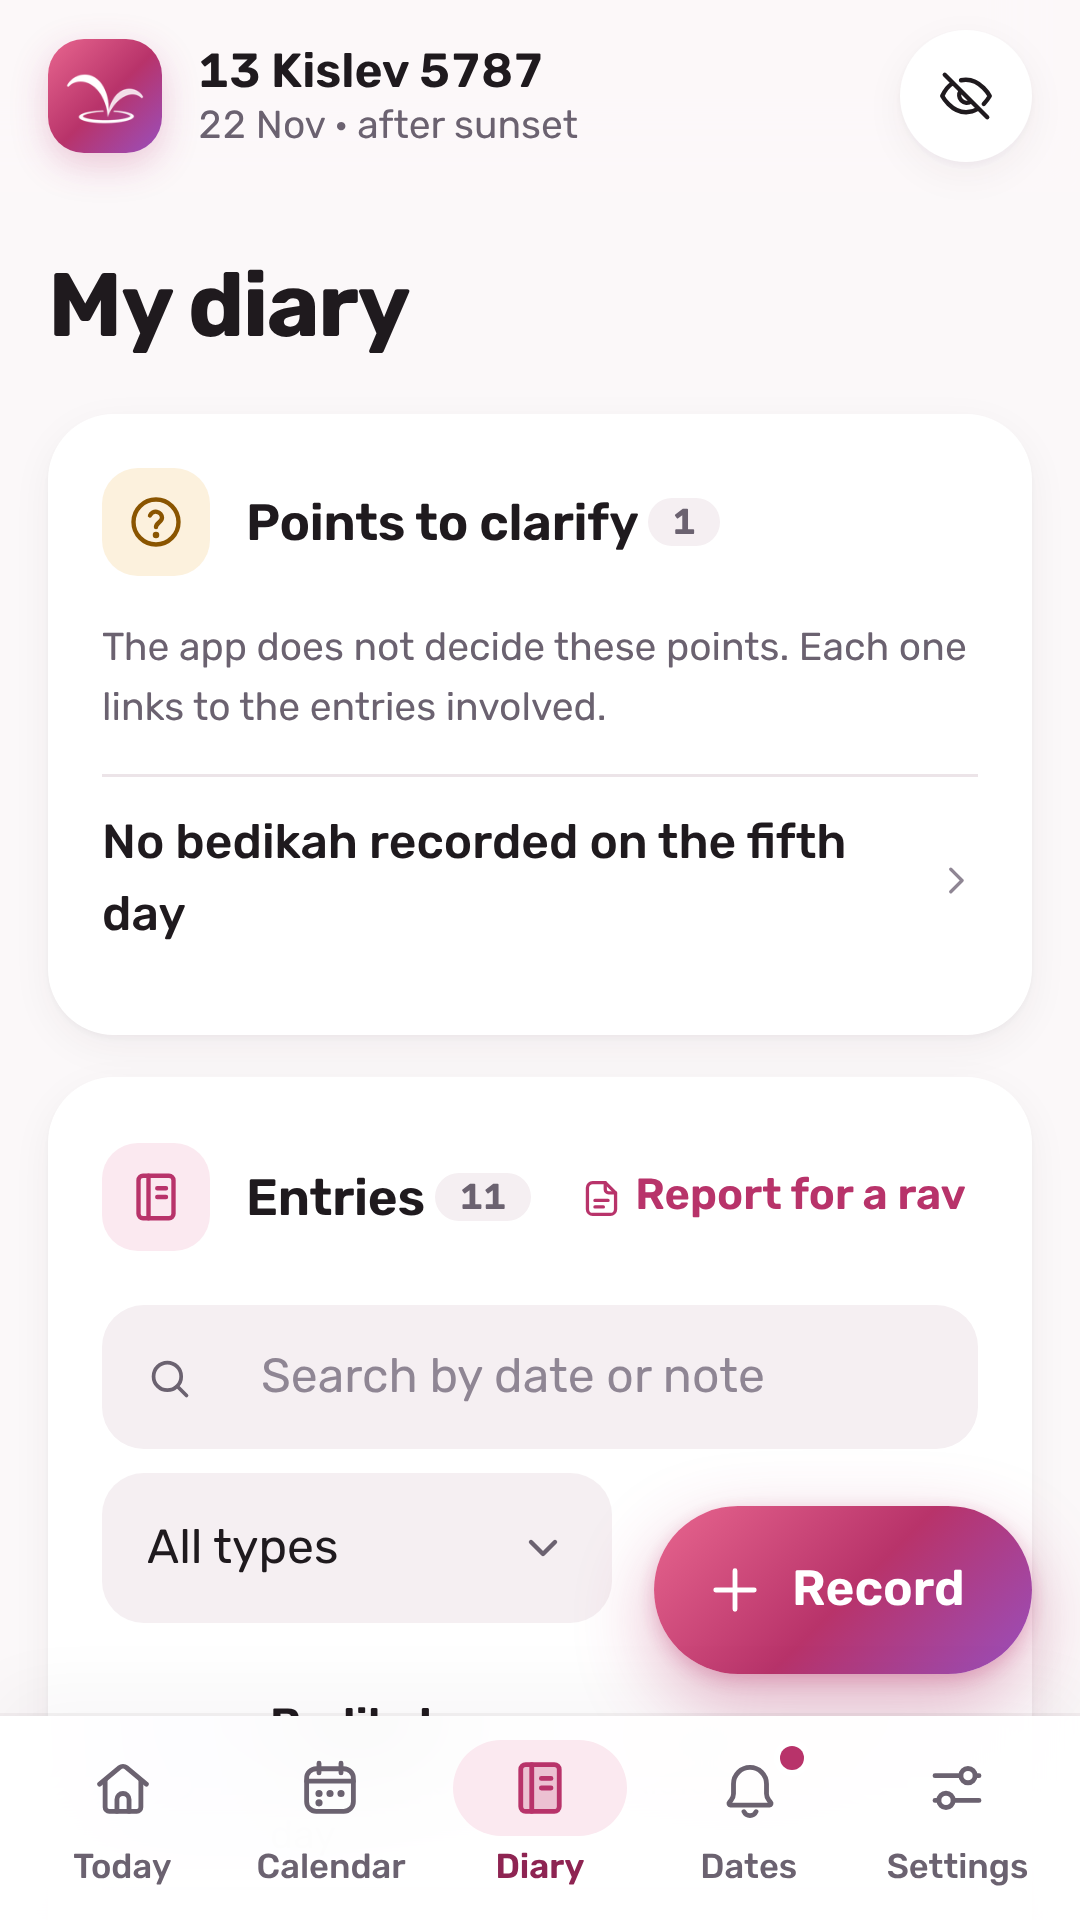 13 Kislev 5787
22 Nov • after sunset
My diary
Points to clarify 1
The app does not decide these points. Each one
links to the entries involved.
No bedikah recorded on the fifth
day
Entries 11
Report for a rav
Search by date or note
All types
Record
Today
Calendar
Diary
Dates
Settings